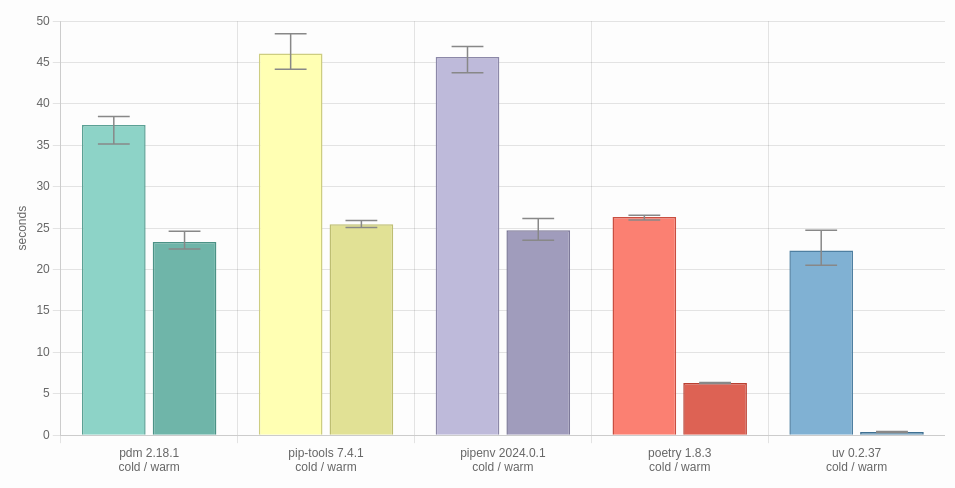 50
45
40
35
30
25
20
15
10
5
0
seconds
pdm 2.18.1
cold / warm
pip-tools 7.4.1
cold / warm
pipenv 2024.0.1
cold / warm
poetry 1.8.3
cold / warm
uv 0.2.37
cold / warm